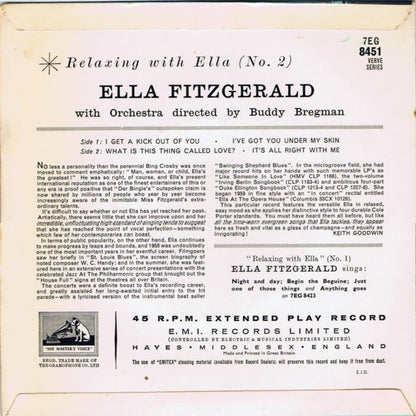 7EG
8451
VERVE
SERIES
Relaxing with Ella (No. 2)
ELLA FITZGERALD
with Orchestra directed by Buddy Bregman
Side 1: I GET A KICK OUT OF YOU · I'VE GOT YOU UNDER MY SKIN
Side 2: WHAT IS THIS THING CALLED LOVE? · IT'S ALL RIGHT WITH ME
NO less a personality than the perennial Bing Crosby was once
moved to comment emphatically: "Man, woman, or child, Ella's
the greatest!" He was so right, of course, and Ella's present
international reputation as one of the finest entertainers of this or
any era is proof positive that "Der Bingle's" outspoken claim is
now shared by millions of people who year by year become
increasingly aware of the inimitable Miss Fitzgerald's extra-
ordinary talents.
It's difficult to say whether or not Ella has yet reached her peak.
Artistically, there seems little that she can improve upon and her
incredible, unfluctuating high standard of singing tends to suggest
that she has reached the point of vocal perfection—something
which few of her contemporaries can boast.
In terms of public popularity, on the other hand, Ella continues
to make progress by leaps and bounds, and 1958 was undoubtedly
one of the most important years in her eventful career. Filmgoers
saw her briefly in "St. Louis Blues", the screen biography of
noted composer W. C. Handy; and in the summer, she was feat-
ured here in an extensive series of concert presentations with the
celebrated Jazz At The Philharmonic group that brought out the
"House Full" signs at theatres all over Britain.
The concerts were a definite boost to Ella's recording career,
and greatly assisted her long-awaited initial entry to the hit
parade—with a lyricised version of the instrumental best seller
"Swinging Shepherd Blues". In the microgroove field, she had
major record hits on her hands with such memorable LP's as
"Like Someone In Love" (HMV CLP 1166), the two-volume
"Irving Berlin Songbook" (CLP 1183-4) and ambitious four-part
"Duke Ellington Songbook" (CLP 1213-4 and CLP 1227-8). She
began 1959 in fine style with an "in concert" recital entitled
"Ella At The Opera House" (Columbia 33CX 10126).
This particular record features the versatile Ella in relaxed,
easy-going mood as she applies her distinctive style to four durable Cole
Porter standards. You must have heard them all before, but like
all the time-worn evergreen songs that Ella tackles, they appear
here as fresh and vital as a glass of champagne—and equally as
invigorating!
KEITH GOODWIN
"Relaxing with Ella" (No. 1)
ELLA FITZGERALD sings:
Night and day; Begin the Beguine; Just
one of those things and Anything goes
on 7EG 8423
"HIS MASTER'S VOICE"
REGD. TRADE MARK OF
THE GRAMOPHONE CO. LTD
45 R.P.M. EXTENDED PLAY RECORD
E.M.I. RECORDS LIMITED
(CONTROLLED BY ELECTRIC & MUSICAL INDUSTRIES LIMITED)
HAYES · MIDDLESEX · ENGLAND
Made and Printed in Great Britain
The use of "EMITEX" cleaning material (available from Record Dealers) will preserve this record and keep it free from dust.
E.J.D.